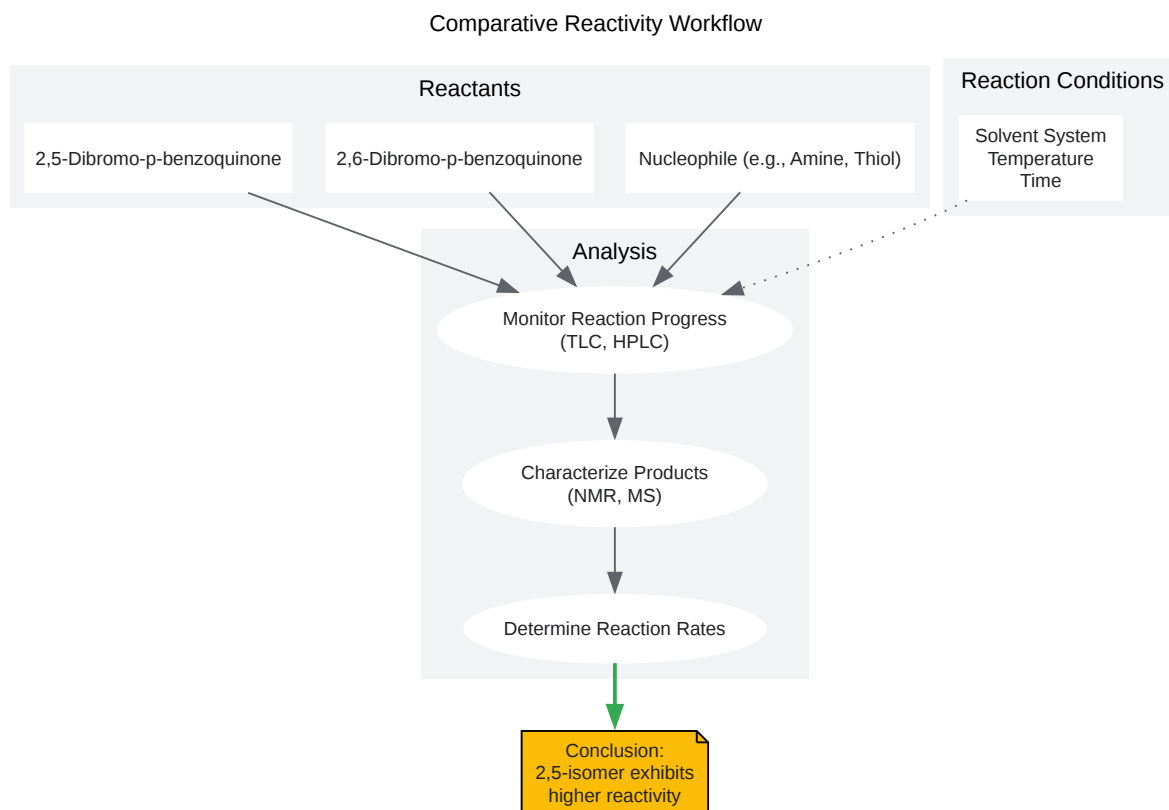 Comparative Reactivity Workflow
Reactants
2,5-Dibromo-p-benzoquinone
2,6-Dibromo-p-benzoquinone
Nucleophile (e.g., Amine, Thiol)
Reaction Conditions
Solvent System
Temperature
Time
Analysis
Monitor Reaction Progress
(TLC, HPLC)
Characterize Products
(NMR, MS)
Determine Reaction Rates
Conclusion:
2,5-isomer exhibits
higher reactivity